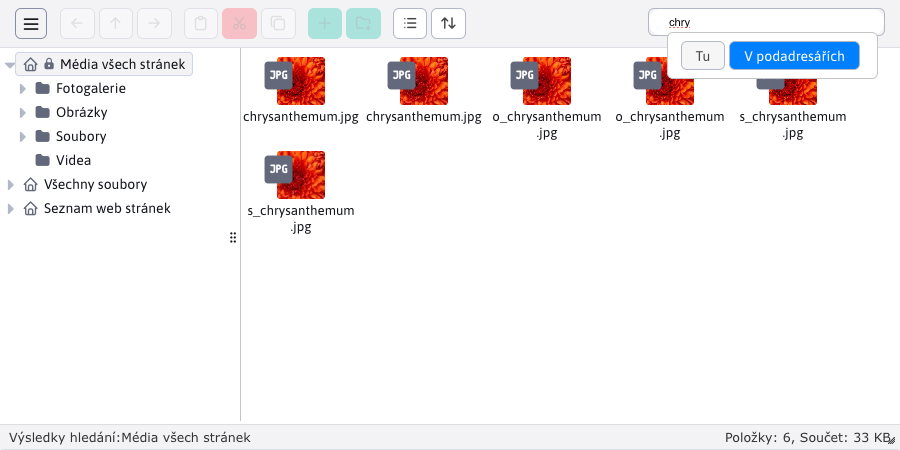 chry
Tu
V podadresářích
Média všech stránek
Fotogalerie
Obrázky
Soubory
Videa
Všechny soubory
Seznam web stránek
JPG
JPG
JPG
JPG
chrysanthemum.jpg
chrysanthemum.jpg
o_chrysanthemum
.jpg
o_chrysanthemum
.jpg
s_chrysanthemum
.jpg
JPG
s_chrysanthemum
.jpg
Výsledky hledání:Média všech stránek
Položky: 6, Součet: 33 KB